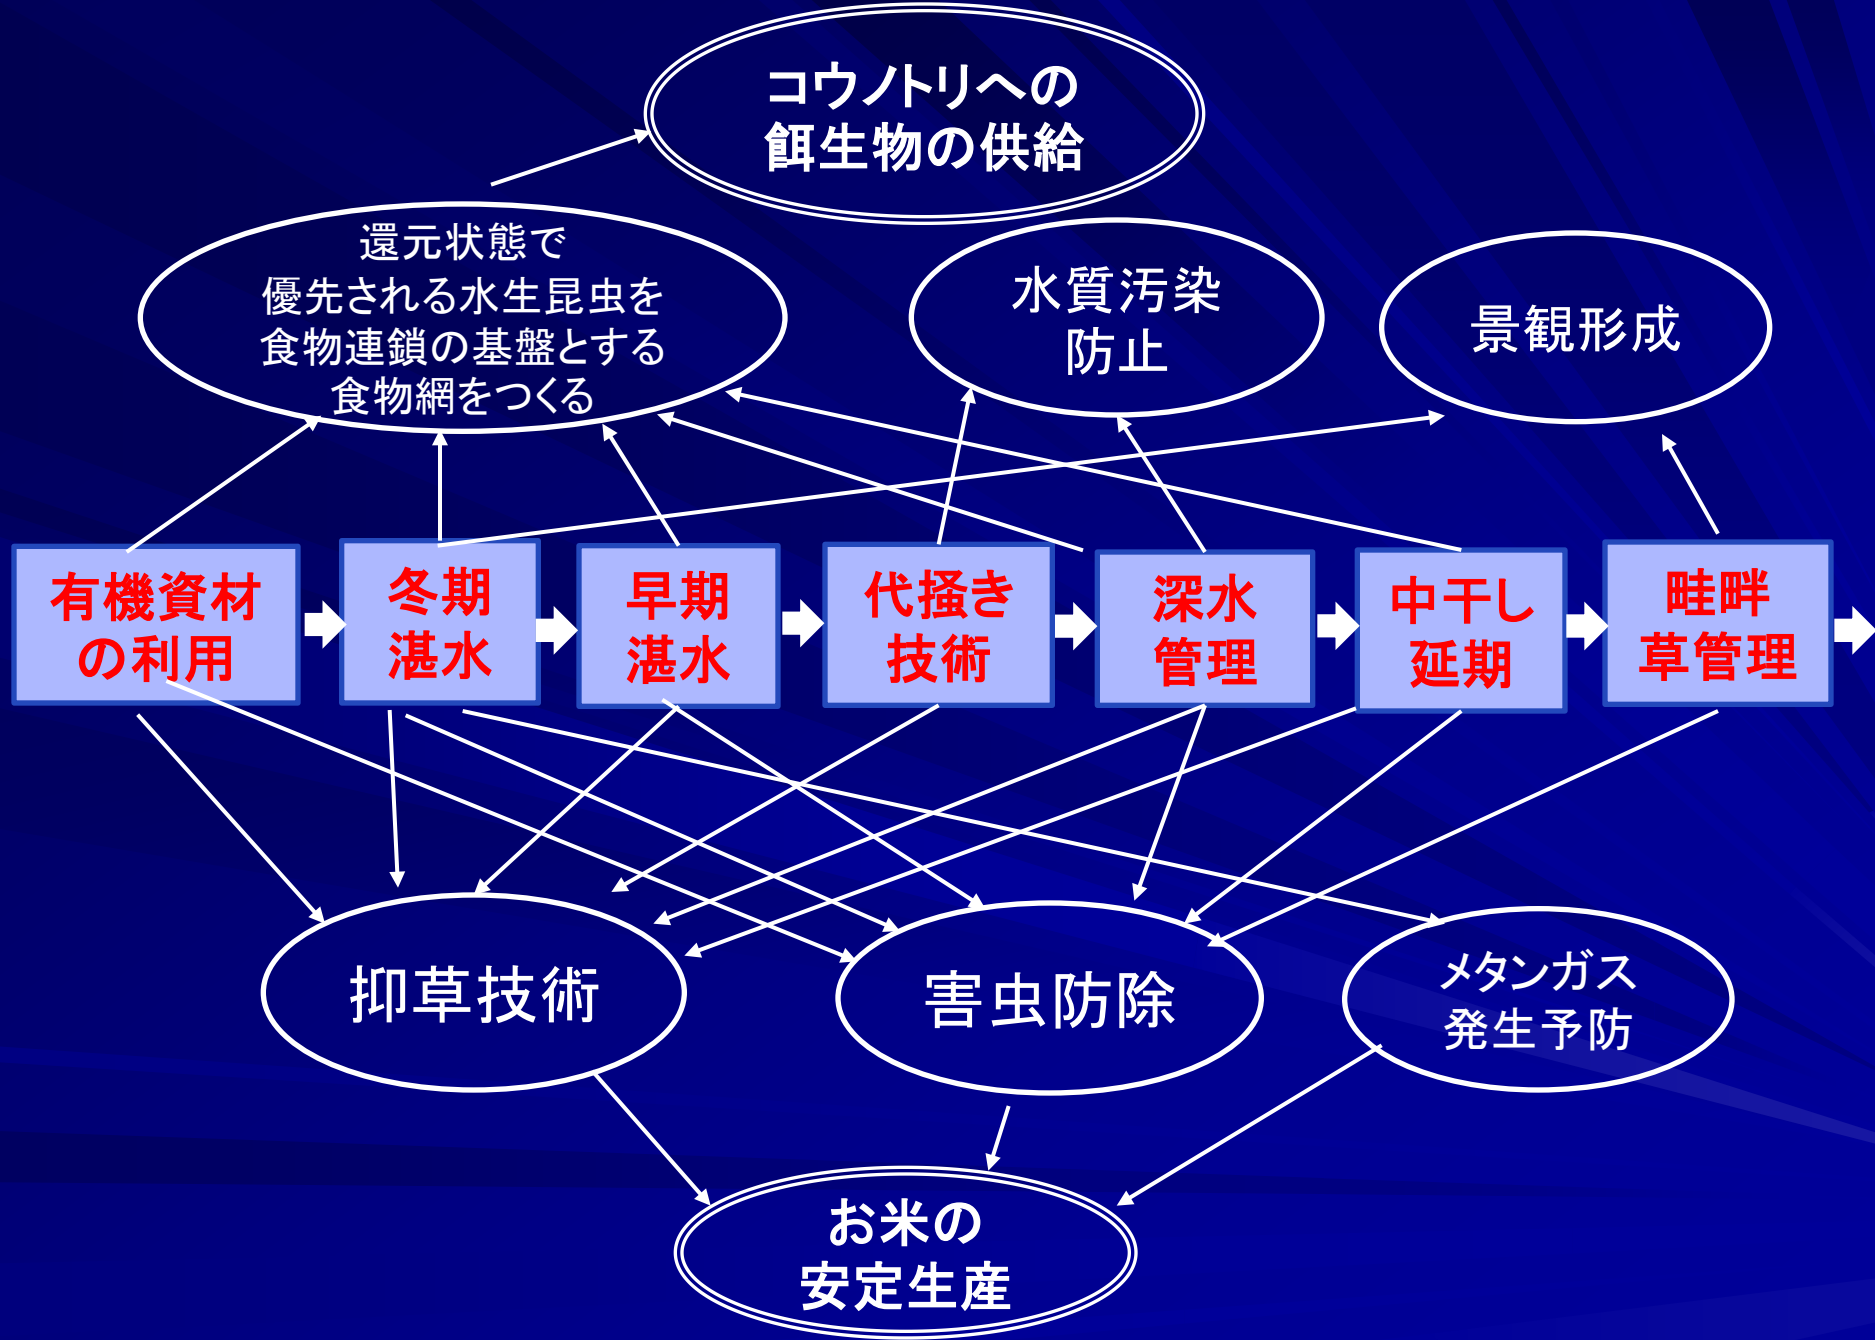 コウノトリへの
餌生物の供給
還元状態で
優先される水生昆虫を
食物連鎖の基盤とする
食物網をつくる
水質汚染
防止
景観形成
有機資材
の利用
冬期
湛水
早期
湛水
代掻き
技術
深水
管理
中干し
延期
畦畔
草管理
抑草技術
害虫防除
メタンガス
発生予防
お米の
安定生産